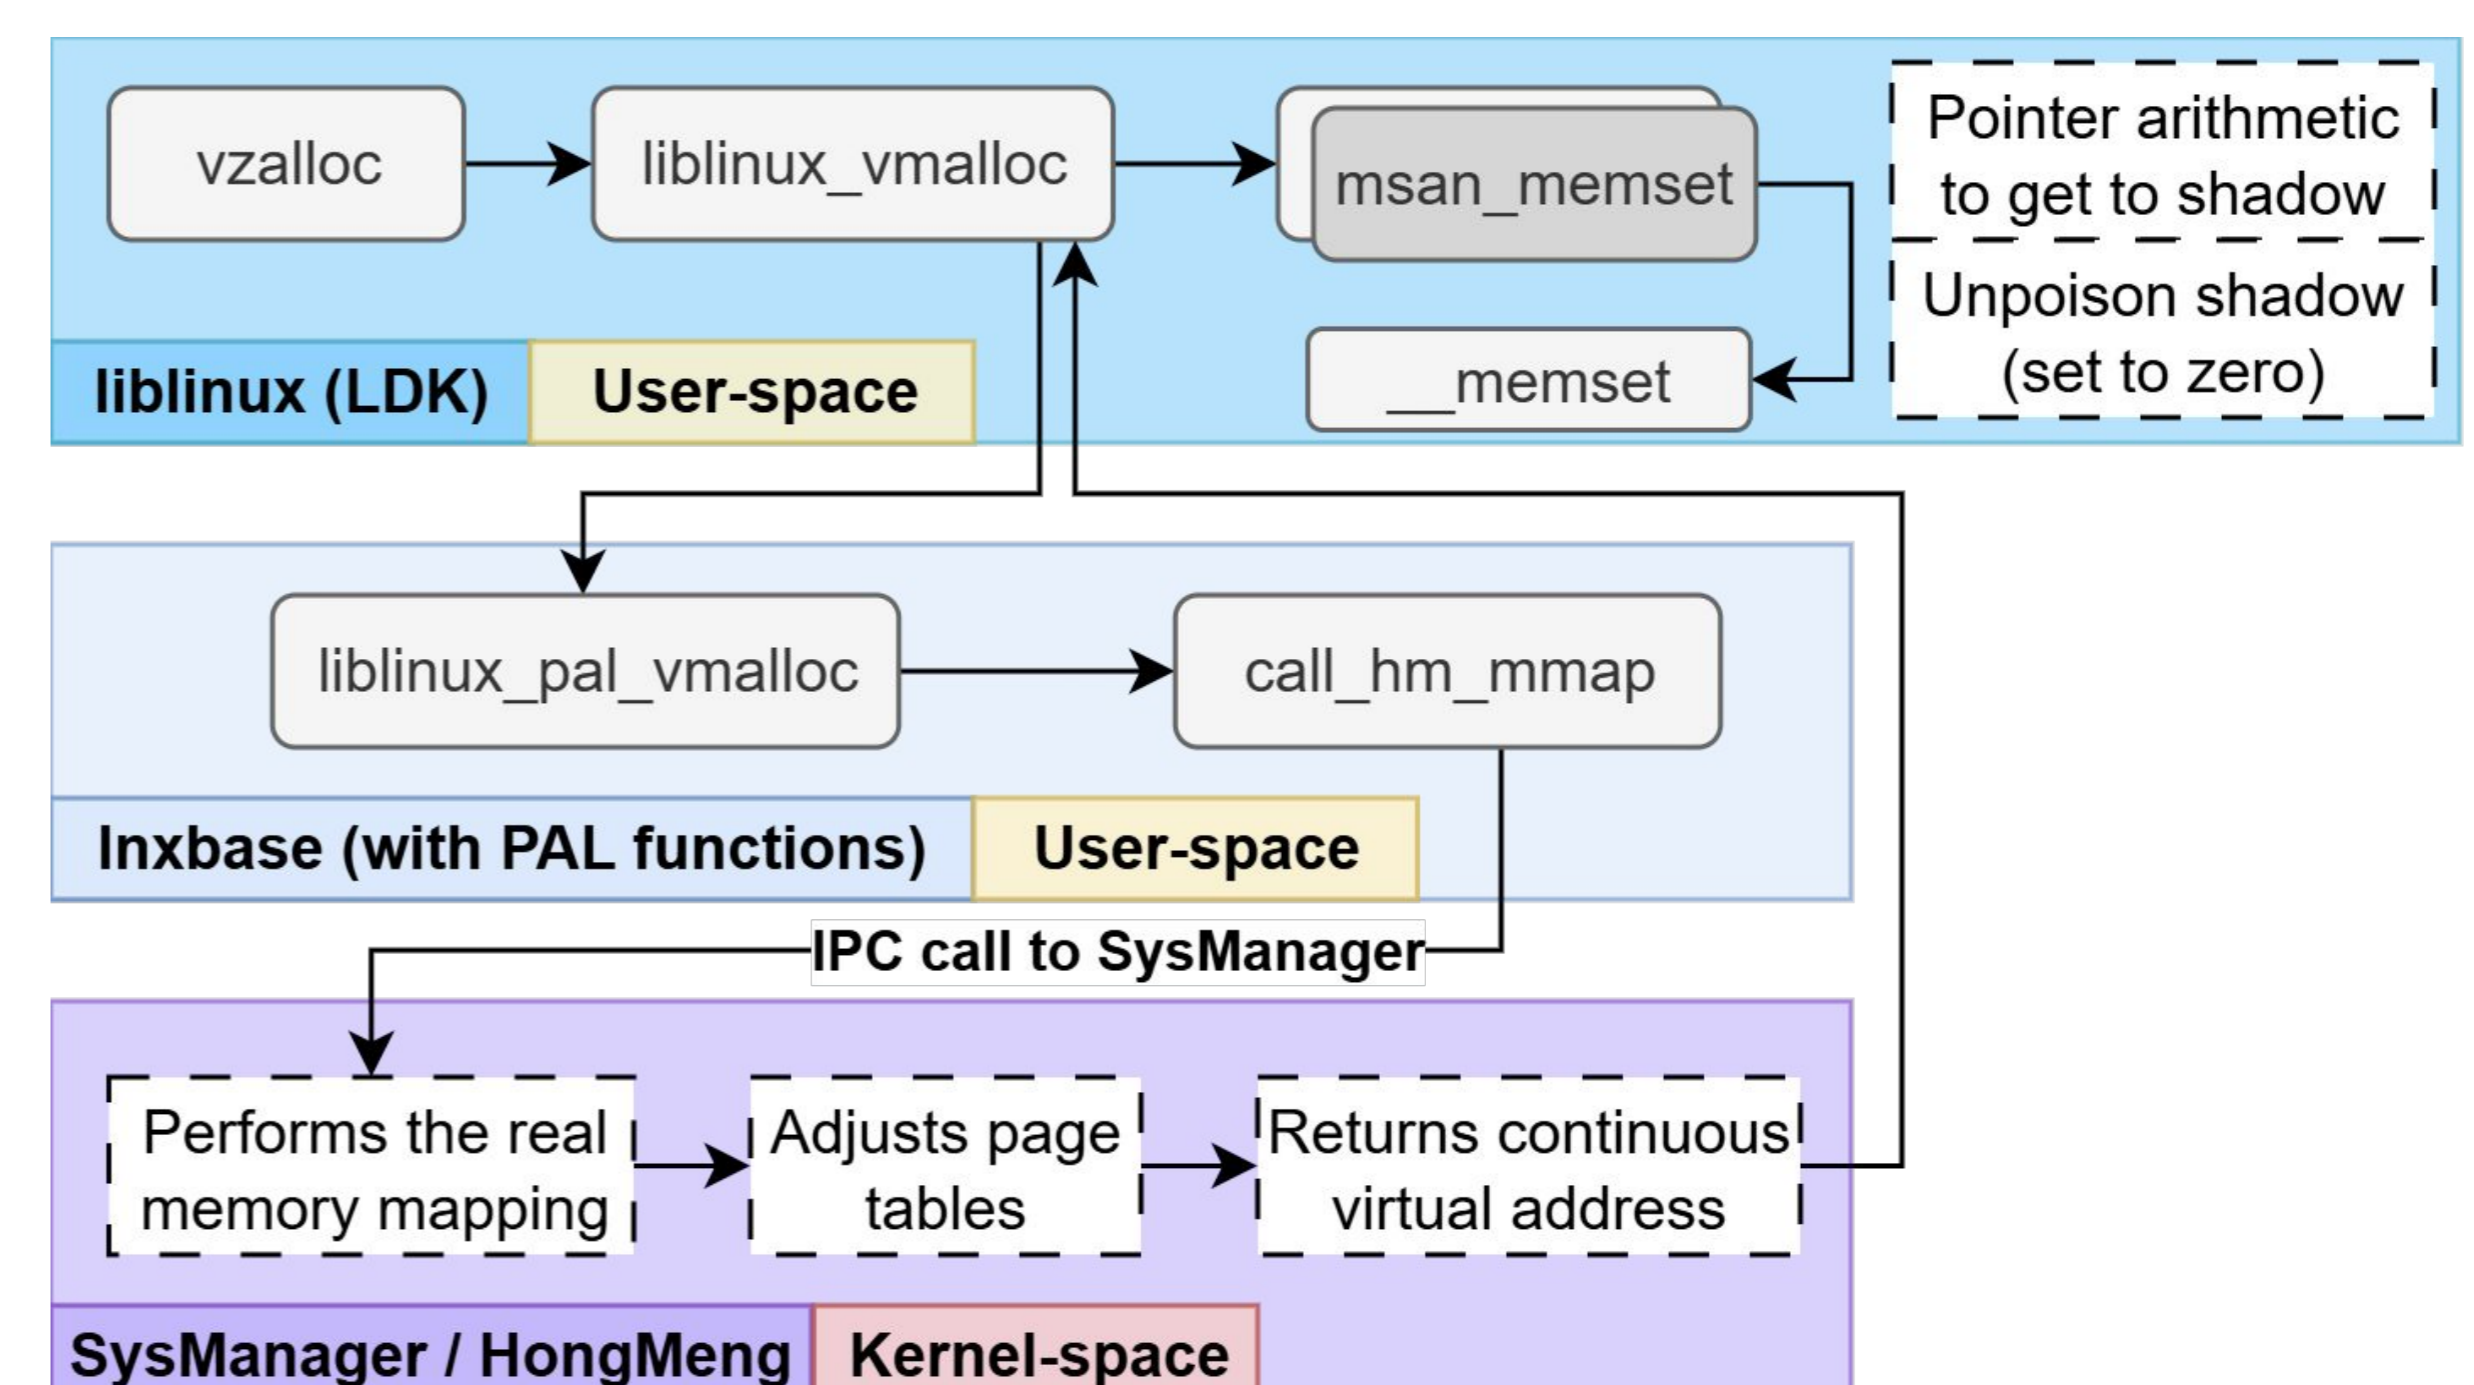 vzalloc
liblinux_vmalloc
msan_memset
Pointer arithmetic
to get to shadow
Unpoison shadow
(set to zero)
__memset
liblinux (LDK)
User-space
liblinux_pal_vmalloc
call_hm_mmap
lnxbase (with PAL functions)
User-space
IPC call to SysManager
Performs the real
memory mapping
Adjusts page
tables
Returns continuous
virtual address
SysManager / HongMeng
Kernel-space